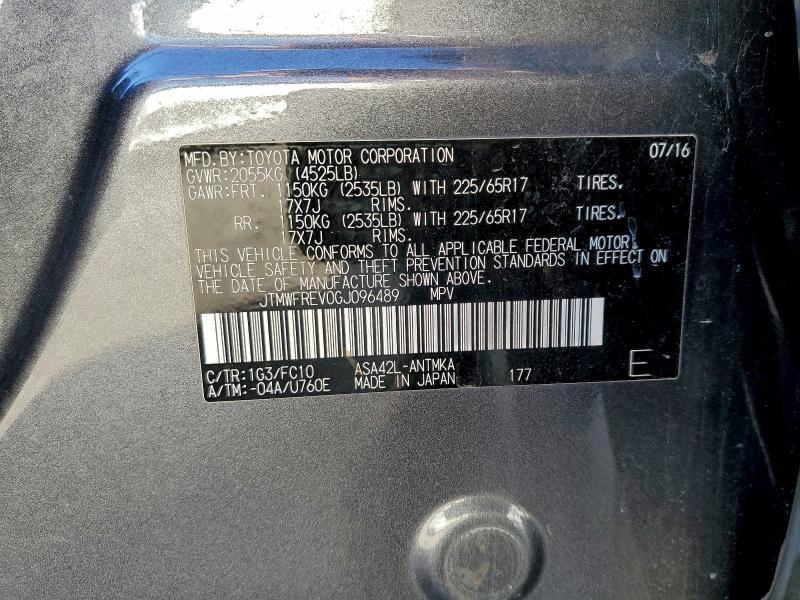 MFD.BY:TOYOTA MOTOR CORPORATION 07/16
GVWR:2055KG (4525LB)
GAWR:FRT. 1150KG (2535LB) WITH 225/65R17 TIRES.
17X7J RIMS.
RR. 1150KG (2535LB) WITH 225/65R17 TIRES.
17X7J RIMS.
THIS VEHICLE CONFORMS TO ALL APPLICABLE FEDERAL MOTOR
VEHICLE SAFETY AND THEFT PREVENTION STANDARDS IN EFFECT ON
THE DATE OF MANUFACTURE SHOWN ABOVE.
JTMWFREV0GJ096489 MPV
C/TR:1G3/FC10 ASA42L-ANTMKA
A/TM:-04A/U760E MADE IN JAPAN 177 E